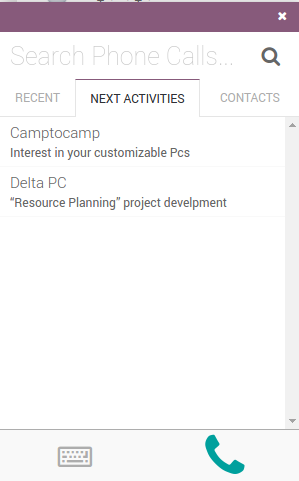 Search Phone Calls...
RECENT NEXT ACTIVITIES CONTACTS
Camptocamp
Interest in your customizable Pcs
Delta PC
“Resource Planning” project develpment